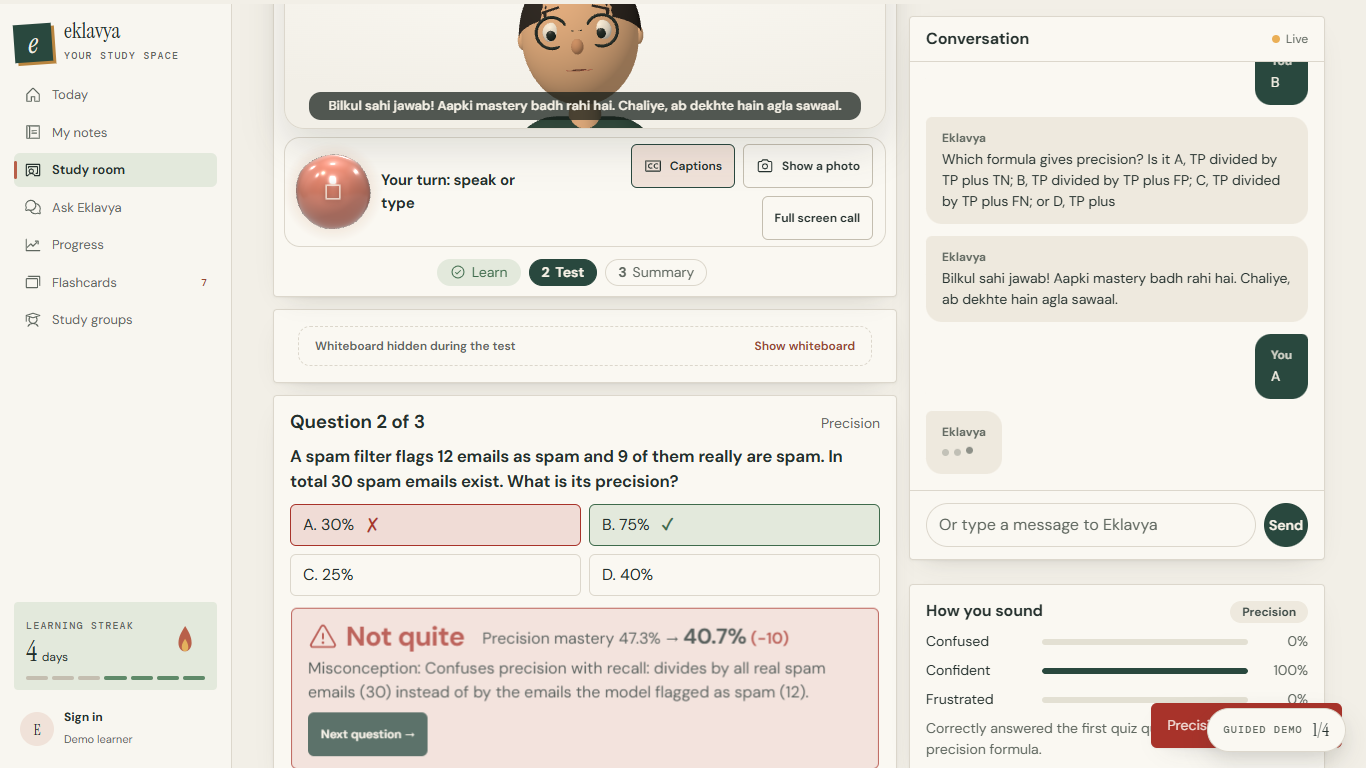 e
eklavya
YOUR STUDY SPACE
Today
My notes
Study room
Ask Eklavya
Progress
Flashcards 7
Study groups
LEARNING STREAK
4 days
E
Sign in
Demo learner
Bilkul sahi jawab! Aapki mastery badh rahi hai. Chaliye, ab dekhte hain agla sawaal.
Your turn: speak or
type
CC Captions
Show a photo
Full screen call
Learn
2 Test
3 Summary
Whiteboard hidden during the test
Show whiteboard
Question 2 of 3
Precision
A spam filter flags 12 emails as spam and 9 of them really are spam. In
total 30 spam emails exist. What is its precision?
A. 30% ✗
B. 75% ✓
C. 25%
D. 40%
Not quite
Precision mastery 47.3% → 40.7% (-10)
Misconception: Confuses precision with recall: divides by all real spam
emails (30) instead of by the emails the model flagged as spam (12).
Next question →
Conversation
Live
You
B
Eklavya
Which formula gives precision? Is it A, TP divided by
TP plus TN; B, TP divided by TP plus FP; C, TP divided
by TP plus FN; or D, TP plus
Eklavya
Bilkul sahi jawab! Aapki mastery badh rahi hai. Chaliye,
ab dekhte hain agla sawaal.
You
A
Eklavya
Or type a message to Eklavya
Send
How you sound
Precision
Confused 0%
Confident 100%
Frustrated 0%
Correctly answered the first quiz
precision formula.
GUIDED DEMO 1/4